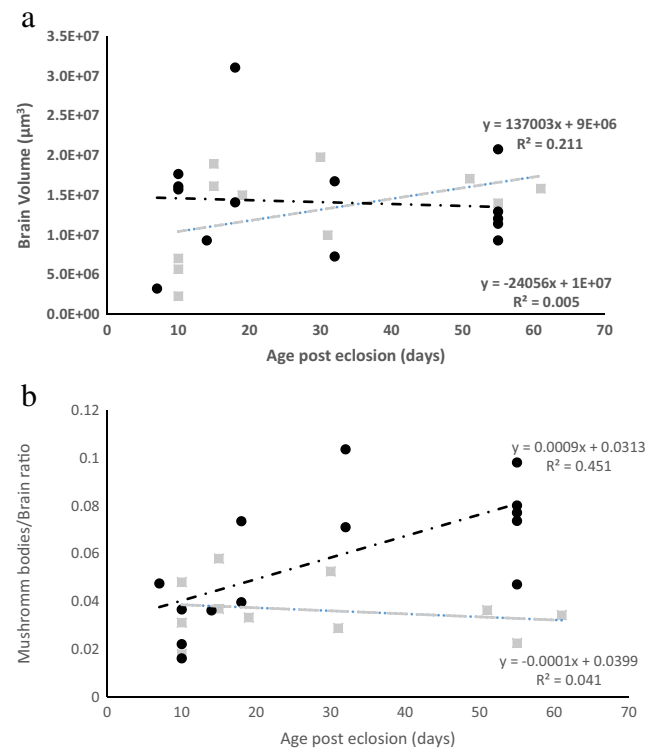 a
3.5E+07
3.0E+07
2.5E+07
2.0E+07
1.5E+07
1.0E+07
5.0E+06
0.0E+00
Brain Volume (µm³)
y = 137003x + 9E+06
R² = 0.211
y = -24056x + 1E+07
R² = 0.005
0 10 20 30 40 50 60 70
Age post eclosion (days)
b
0.12
0.1
0.08
0.06
0.04
0.02
0
Mushromm bodies/Brain ratio
y = 0.0009x + 0.0313
R² = 0.451
y = -0.0001x + 0.0399
R² = 0.041
0 10 20 30 40 50 60 70
Age post eclosion (days)